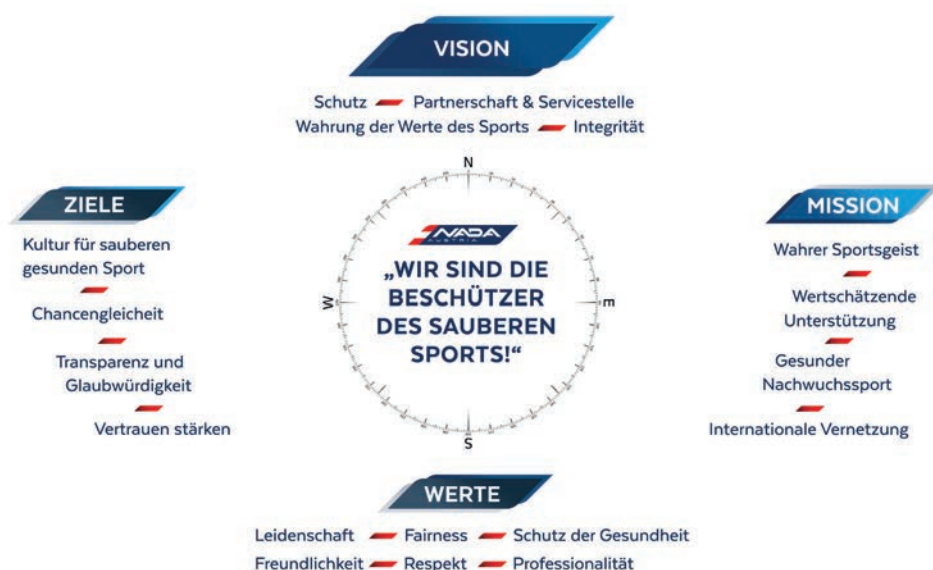 VISION
Schutz Partnerschaft & Servicestelle
Wahrung der Werte des Sports Integrität
N
ZIELE
Kultur für sauberen
gesunden Sport
Chancengleicheit
Transparenz und
Glaubwürdigkeit
Vertrauen stärken
W
NADA
AUSTRIA
„WIR SIND DIE
BESCHÜTZER
DES SAUBEREN
SPORTS!“
E
S
MISSION
Wahrer Sportsgeist
Wertschätzende
Unterstützung
Gesunder
Nachwuchssport
Internationale Vernetzung
WERTE
Leidenschaft Fairness Schutz der Gesundheit
Freundlichkeit Respekt Professionalität